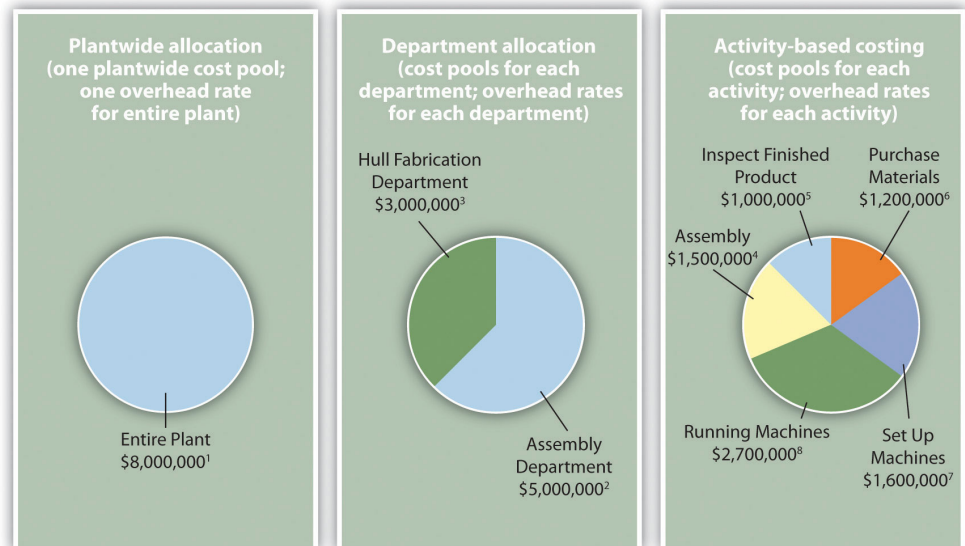 Plantwide allocation
(one plantwide cost pool;
one overhead rate
for entire plant)
Entire Plant
$8,000,000¹
Department allocation
(cost pools for each
department; overhead rates
for each department)
Hull Fabrication
Department
$3,000,000³
Assembly
Department
$5,000,000²
Activity-based costing
(cost pools for each
activity; overhead rates
for each activity)
Inspect Finished
Product
$1,000,000⁵
Purchase
Materials
$1,200,000⁶
Assembly
$1,500,000⁴
Running Machines
$2,700,000⁸
Set Up
Machines
$1,600,000⁷